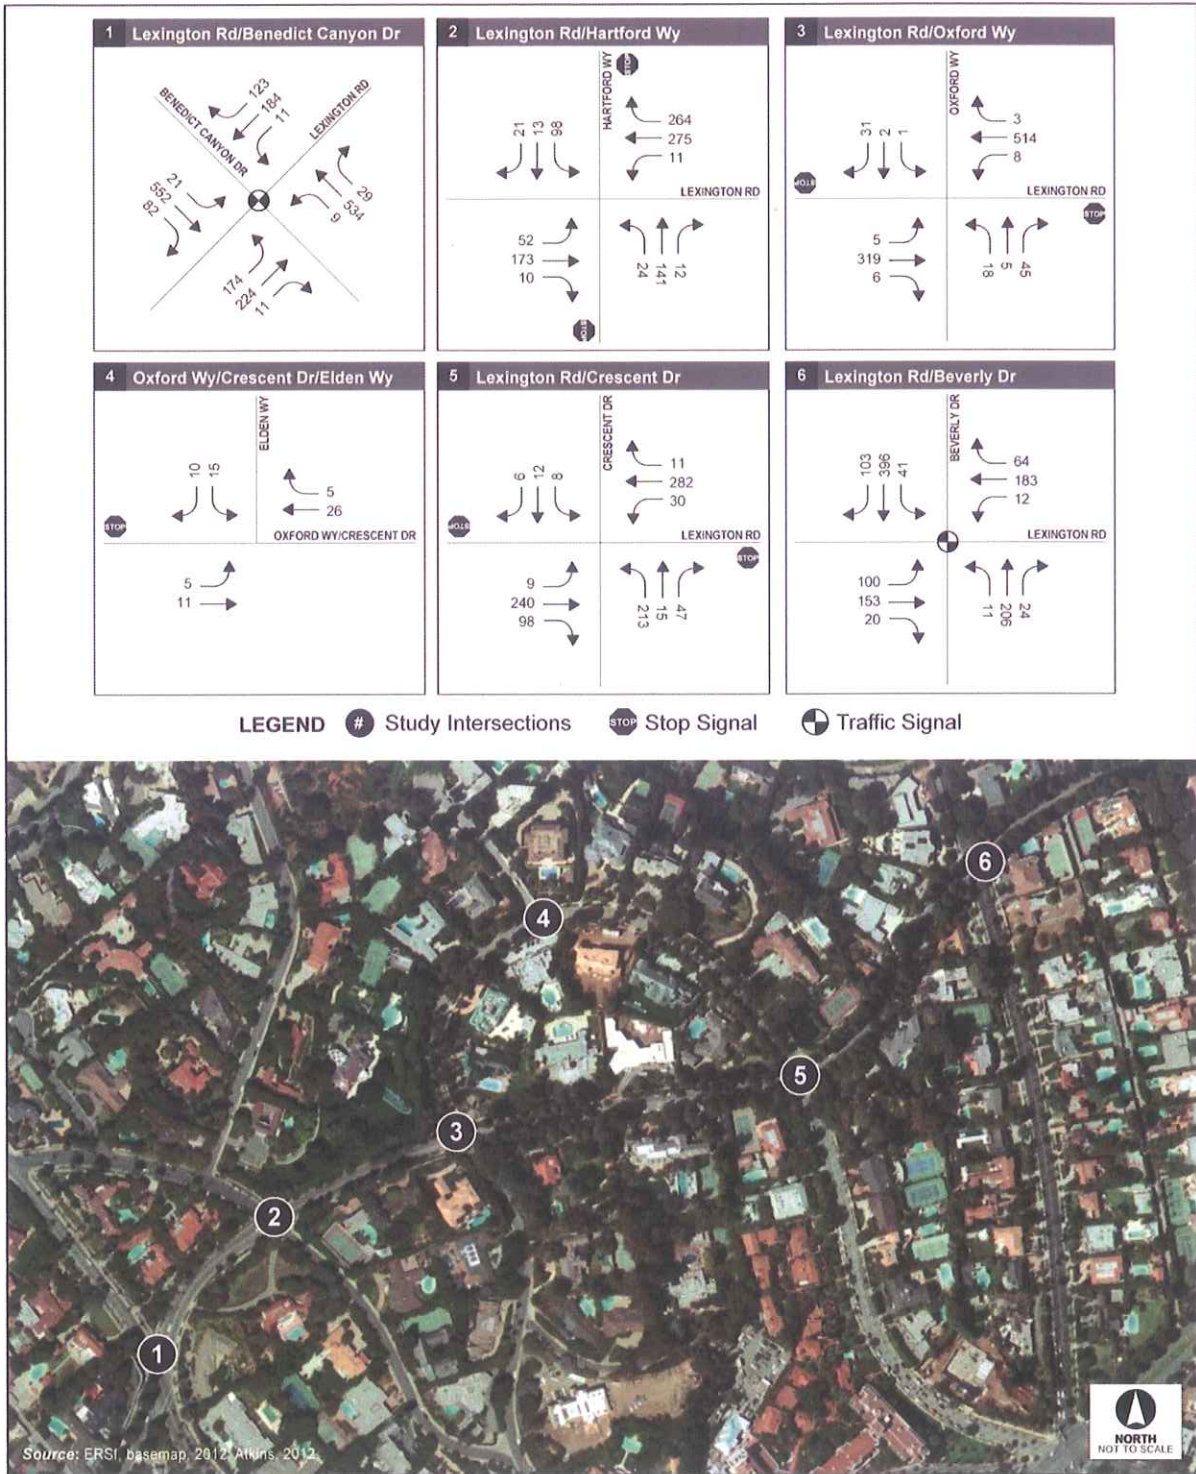 1 Lexington Rd/Benedict Canyon Dr
BENEDICT CANYON DR
LEXINGTON RD
123
184
11
21
552
82
29
534
9
174
224
11
2 Lexington Rd/Hartford Wy
HARTFORD WY
STOP
21
13
98
264
275
11
LEXINGTON RD
52
173
10
24
141
12
STOP
3 Lexington Rd/Oxford Wy
OXFORD WY
31
2
1
3
514
8
STOP
LEXINGTON RD
STOP
5
319
6
18
5
45
4 Oxford Wy/Crescent Dr/Elden Wy
ELDEN WY
10
15
5
26
STOP
OXFORD WY/CRESCENT DR
5
11
5 Lexington Rd/Crescent Dr
CRESCENT DR
6
12
8
11
282
30
STOP
LEXINGTON RD
STOP
9
240
98
213
15
47
6 Lexington Rd/Beverly Dr
BEVERLY DR
103
396
41
64
183
12
LEXINGTON RD
100
153
20
11
206
24
LEGEND # Study Intersections STOP Stop Signal Traffic Signal
6
4
5
3
2
1
NORTH
NOT TO SCALE
Source: ERSI, basemap, 2012; Atkins, 2012.